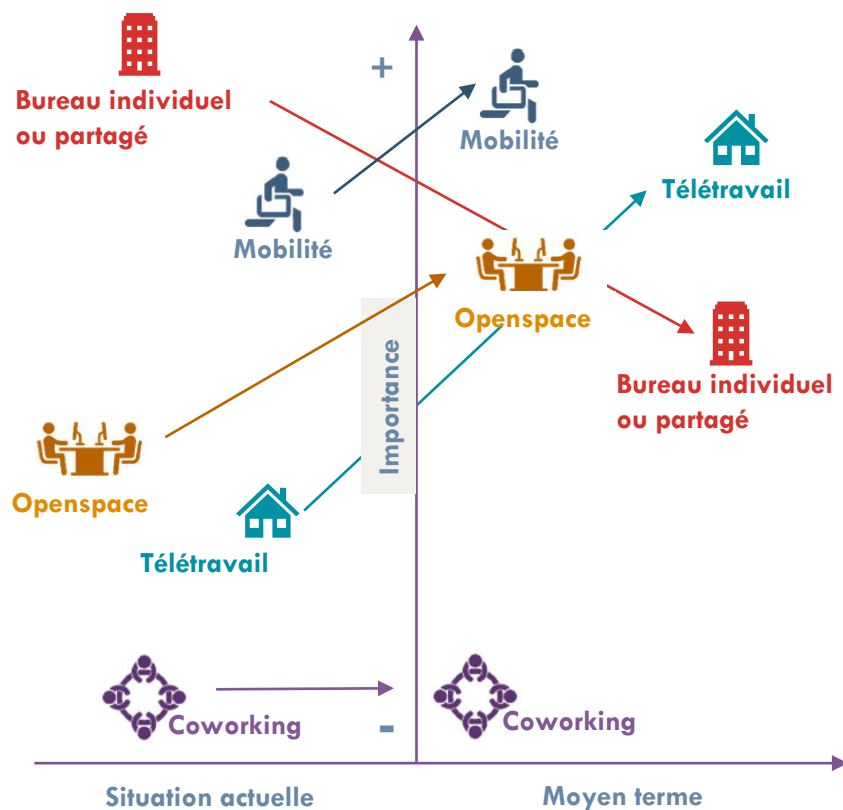 +
Bureau individuel
ou partagé
Mobilité
Télétravail
Mobilité
Openspace
Importance
Bureau individuel
ou partagé
Openspace
Télétravail
Coworking
-
Coworking
Situation actuelle
Moyen terme